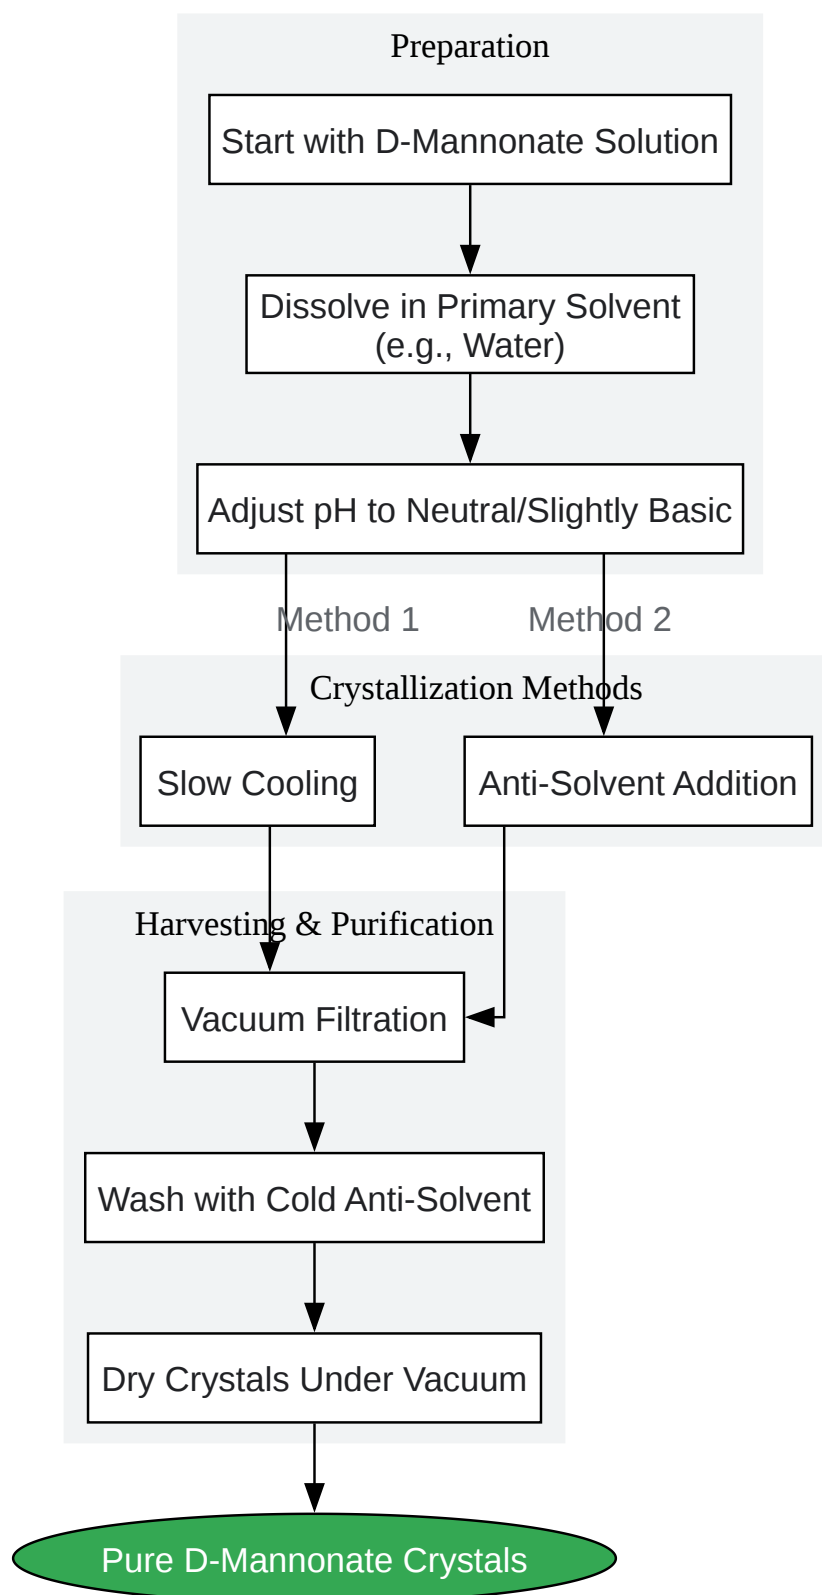 Preparation
Start with D-Mannonate Solution
Dissolve in Primary Solvent
(e.g., Water)
Adjust pH to Neutral/Slightly Basic
Method 1
Method 2
Crystallization Methods
Slow Cooling
Anti-Solvent Addition
Harvesting & Purification
Vacuum Filtration
Wash with Cold Anti-Solvent
Dry Crystals Under Vacuum
Pure D-Mannonate Crystals